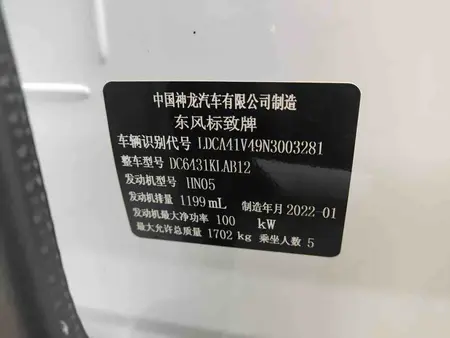 中国神龙汽车有限公司制造
东风标致牌
车辆识别代号 LDCA41V49N3003281
整车型号 DC6431KLAB12
发动机型号 HN05
发动机排量 1199mL 制造年月 2022-01
发动机最大净功率 100 kW
最大允许总质量 1702 kg 乘坐人数 5